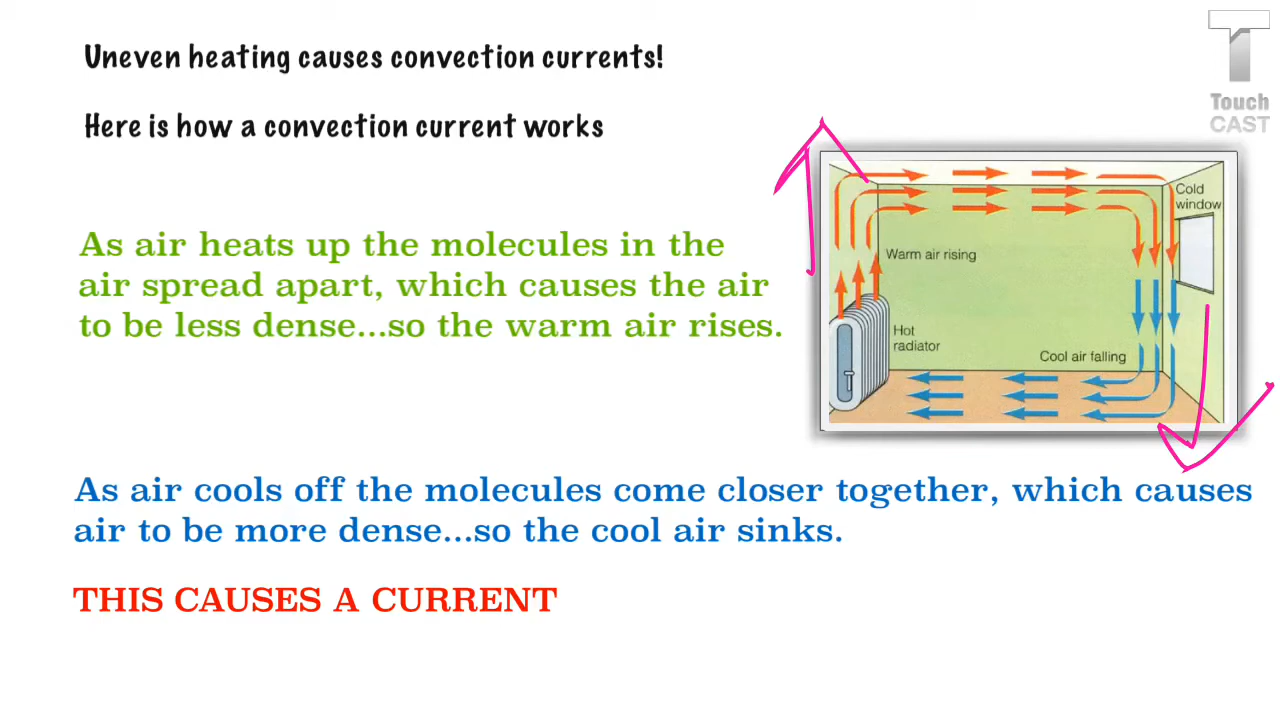 Uneven heating causes convection currents!
Here is how a convection current works
Touch
CAST
As air heats up the molecules in the
air spread apart, which causes the air
to be less dense...so the warm air rises.
Cold
window
Warm air rising
Hot
radiator
Cool air falling
As air cools off the molecules come closer together, which causes
air to be more dense...so the cool air sinks.
THIS CAUSES A CURRENT